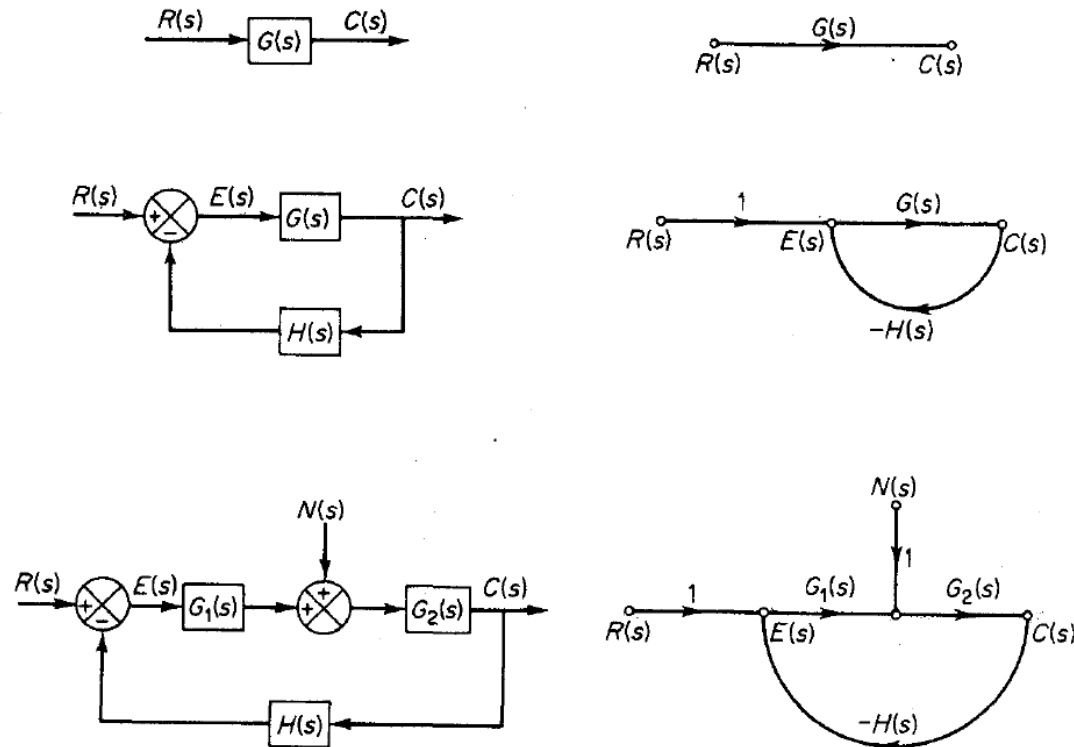 R(s) G(s) C(s)
G(s)
R(s) C(s)
R(s) + − E(s) G(s) C(s)
H(s)
1 G(s)
R(s) E(s) C(s)
−H(s)
N(s)
R(s) + − E(s) G₁(s) + + G₂(s) C(s)
H(s)
N(s)
1
1 G₁(s) G₂(s)
R(s) E(s) C(s)
−H(s)